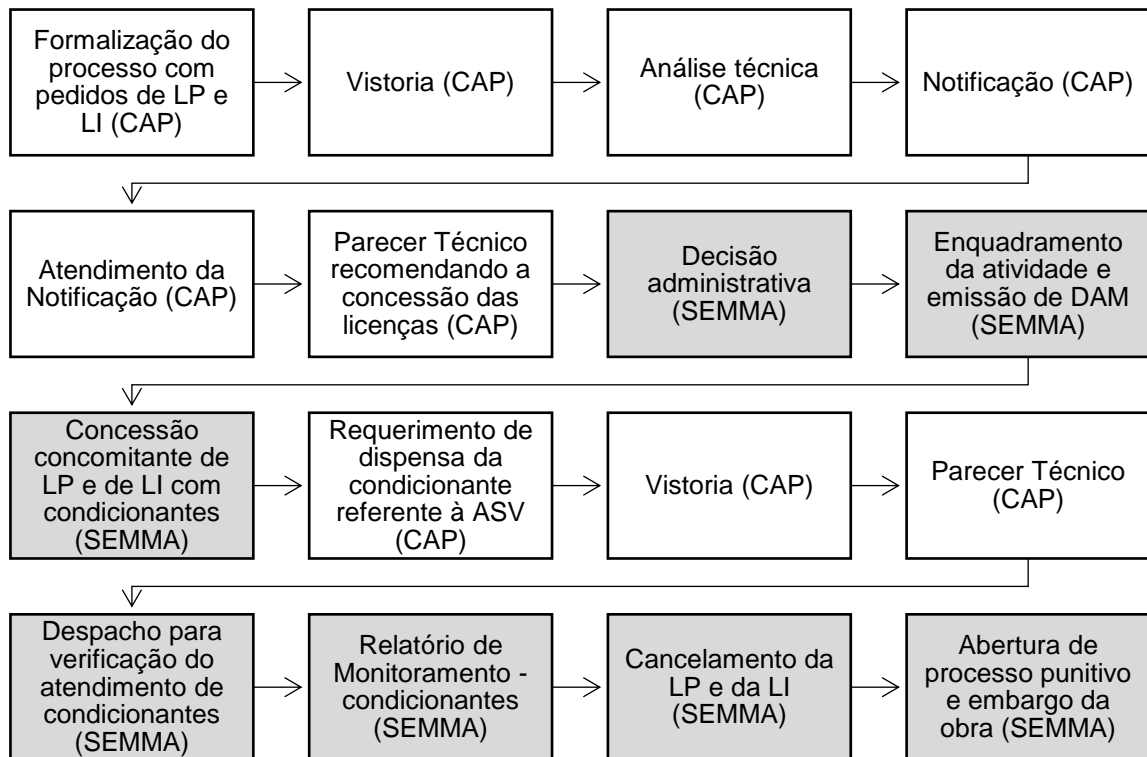 Formalização do
processo com
pedidos de LP e
LI (CAP)
Vistoria (CAP)
Análise técnica
(CAP)
Notificação (CAP)
Atendimento da
Notificação (CAP)
Parecer Técnico
recomendando a
concessão das
licenças (CAP)
Decisão
administrativa
(SEMMA)
Enquadramento
da atividade e
emissão de DAM
(SEMMA)
Concessão
concomitante de
LP e de LI com
condicionantes
(SEMMA)
Requerimento de
dispensa da
condicionante
referente à ASV
(CAP)
Vistoria (CAP)
Parecer Técnico
(CAP)
Despacho para
verificação do
atendimento de
condicionantes
(SEMMA)
Relatório de
Monitoramento -
condicionantes
(SEMMA)
Cancelamento da
LP e da LI
(SEMMA)
Abertura de
processo punitivo
e embargo da
obra (SEMMA)